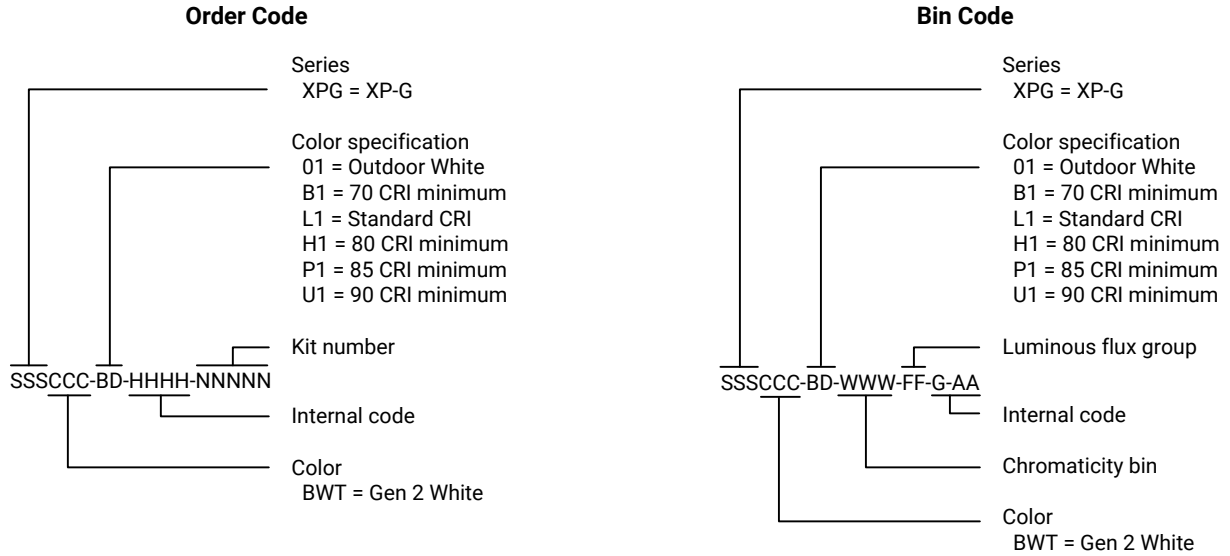 Order Code
Series
XPG = XP-G
Color specification
01 = Outdoor White
B1 = 70 CRI minimum
L1 = Standard CRI
H1 = 80 CRI minimum
P1 = 85 CRI minimum
U1 = 90 CRI minimum
Kit number
SSSCCC-BD-HHHH-NNNNN
Internal code
Color
BWT = Gen 2 White
Bin Code
Series
XPG = XP-G
Color specification
01 = Outdoor White
B1 = 70 CRI minimum
L1 = Standard CRI
H1 = 80 CRI minimum
P1 = 85 CRI minimum
U1 = 90 CRI minimum
Luminous flux group
SSSCCC-BD-WWW-FF-G-AA
Internal code
Chromaticity bin
Color
BWT = Gen 2 White